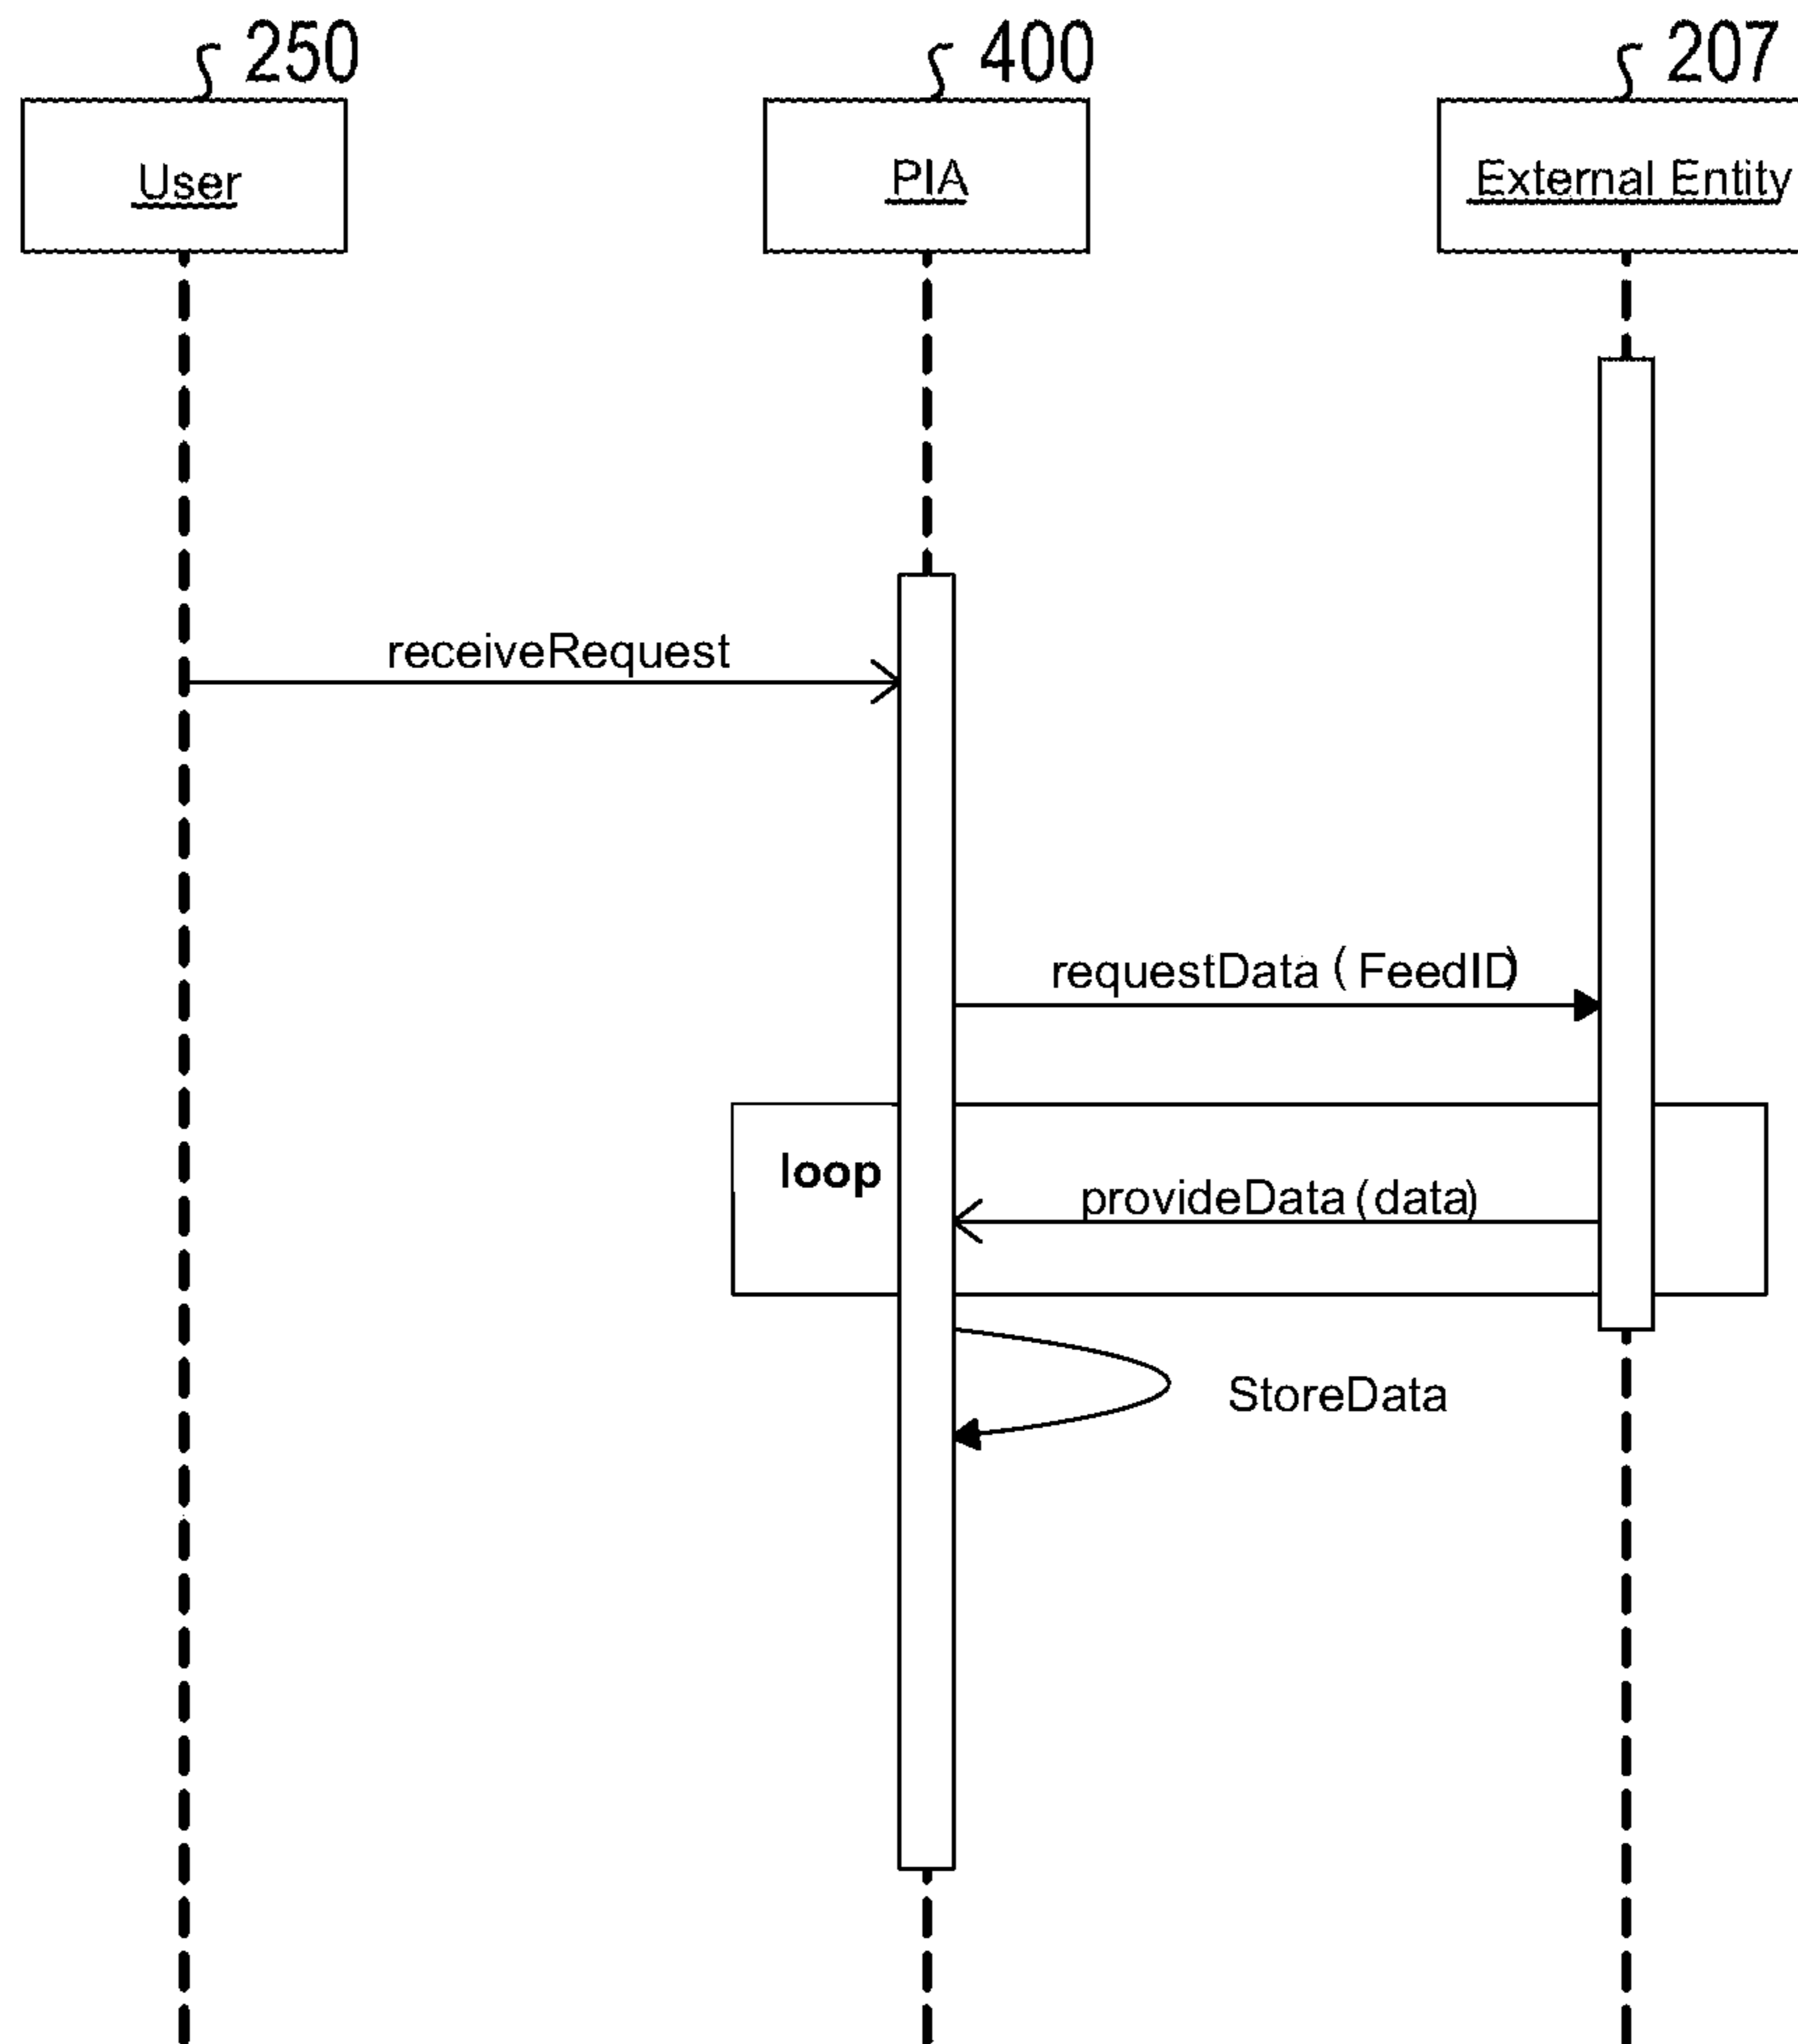 250
400
207
User
PIA
External Entity
receiveRequest
requestData (FeedID)
loop
provideData (data)
StoreData